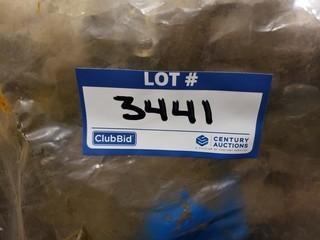 LOT #
3441
ClubBid
CENTURY
AUCTIONS